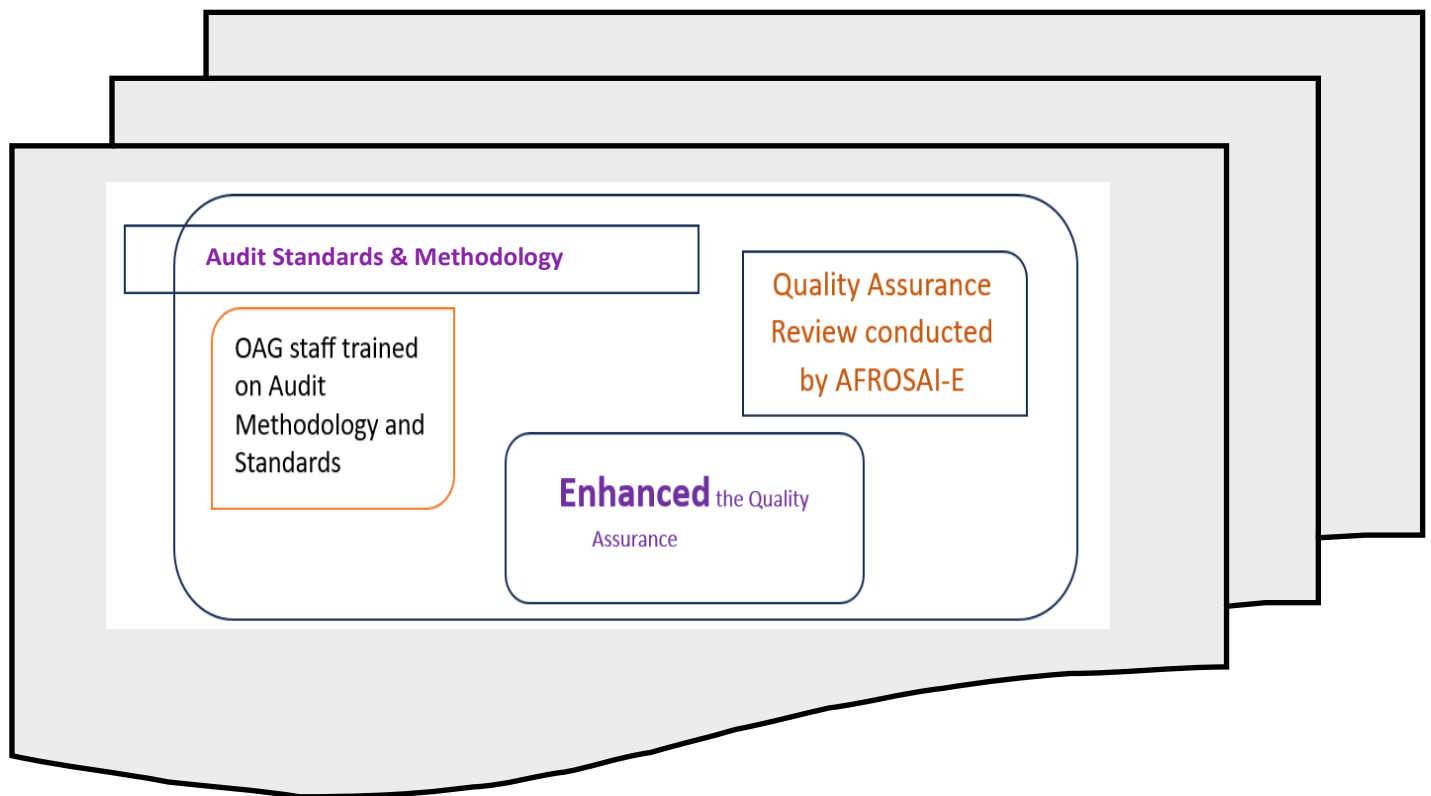 Audit Standards & Methodology
OAG staff trained
on Audit
Methodology and
Standards
Quality Assurance
Review conducted
by AFROSAI-E
Enhanced the Quality
Assurance